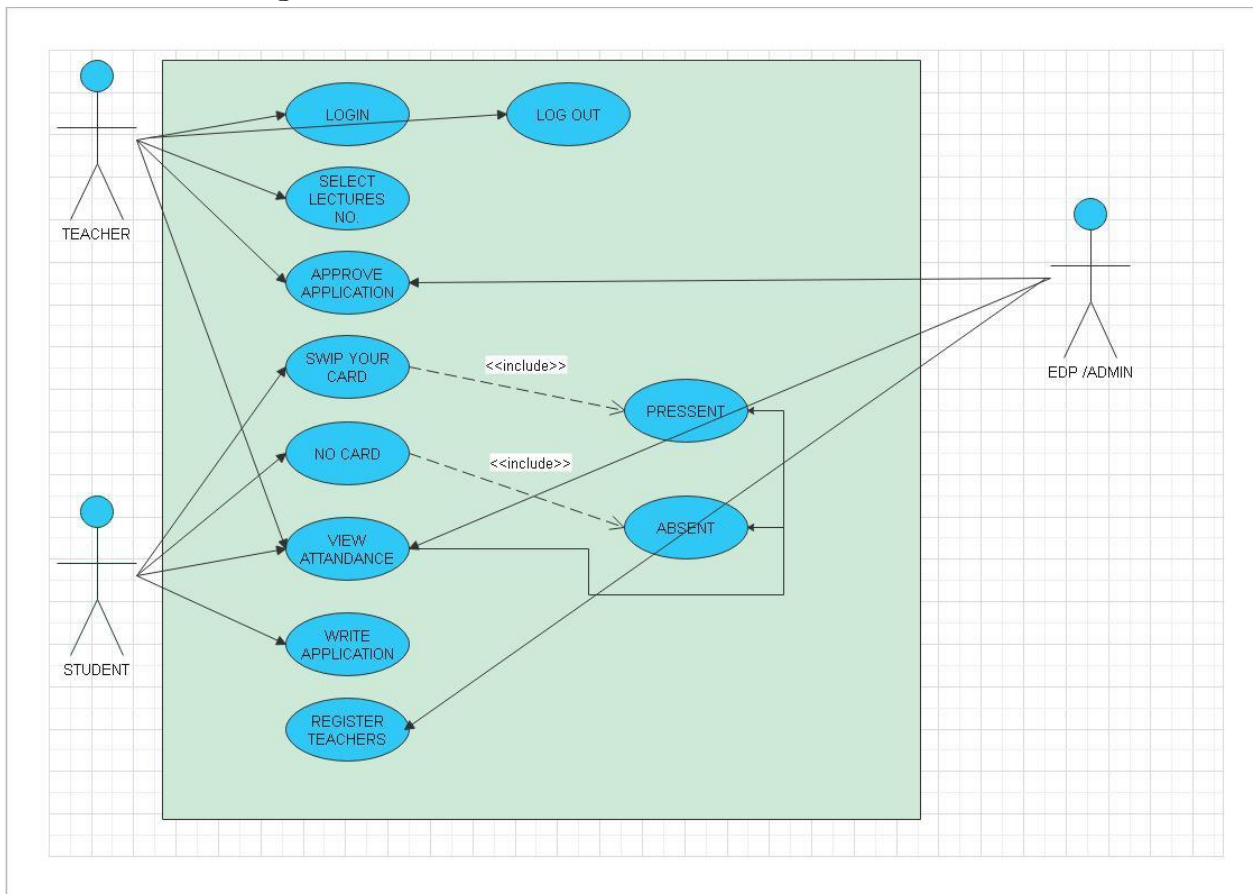 LOGIN
LOG OUT
SELECT
LECTURES
NO.
TEACHER
APPROVE
APPLICATION
SWIP YOUR
CARD
<<include>>
EDP /ADMIN
PRESSENT
NO CARD
<<include>>
ABSENT
VIEW
ATTANDANCE
WRITE
APPLICATION
STUDENT
REGISTER
TEACHERS